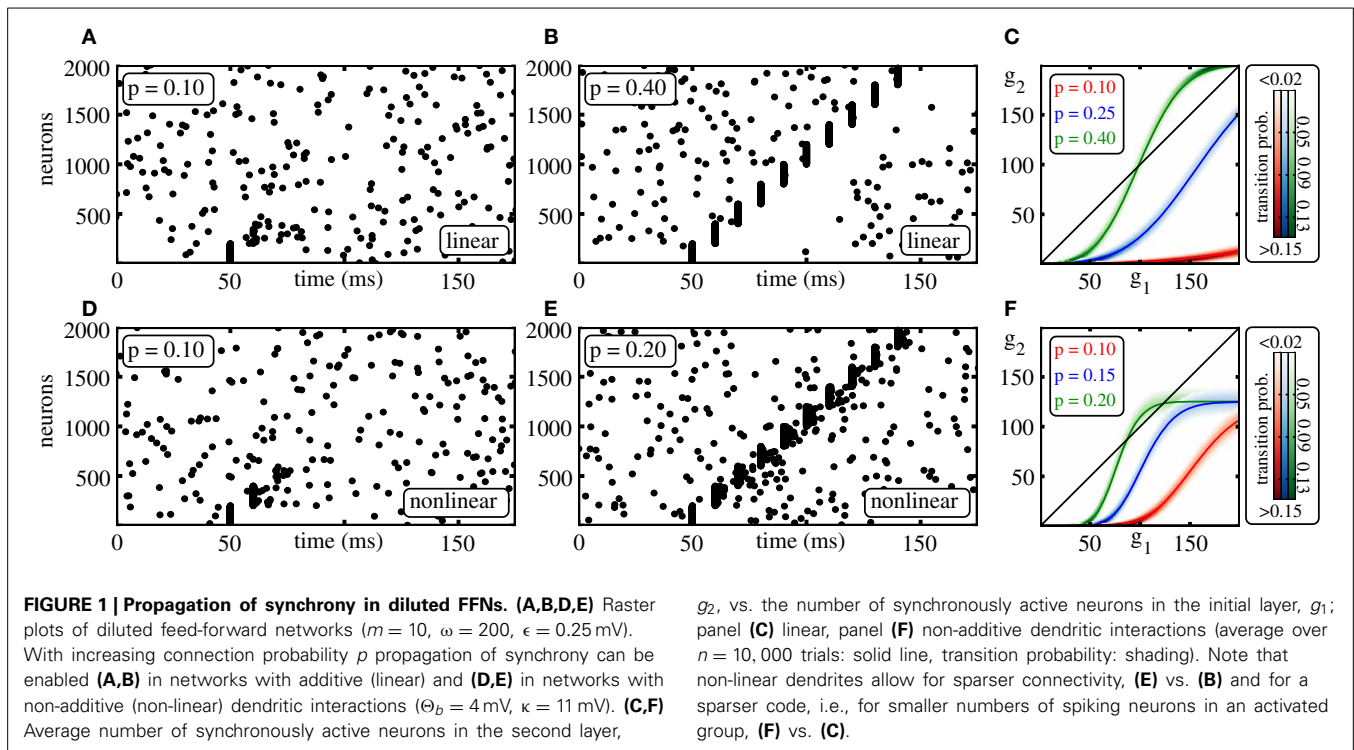 A
2000
1500
1000
500
neurons
p = 0.10
linear
0 50 time (ms) 150
B
p = 0.40
linear
0 50 time (ms) 150
C
g2
150
100
50
p = 0.10
p = 0.25
p = 0.40
50 g1 150
<0.02
transition prob.
0.05
0.09
0.13
>0.15
D
2000
1500
1000
500
neurons
p = 0.10
nonlinear
0 50 time (ms) 150
E
p = 0.20
nonlinear
0 50 time (ms) 150
F
g2
150
100
50
p = 0.10
p = 0.15
p = 0.20
50 g1 150
<0.02
transition prob.
0.05
0.09
0.13
>0.15
FIGURE 1 | Propagation of synchrony in diluted FFNs. (A,B,D,E) Raster
plots of diluted feed-forward networks (m = 10, ω = 200, ϵ = 0.25 mV).
With increasing connection probability p propagation of synchrony can be
enabled (A,B) in networks with additive (linear) and (D,E) in networks with
non-additive (non-linear) dendritic interactions (Θb = 4 mV, κ = 11 mV). (C,F)
Average number of synchronously active neurons in the second layer,
g2, vs. the number of synchronously active neurons in the initial layer, g1;
panel (C) linear, panel (F) non-additive dendritic interactions (average over
n = 10, 000 trials: solid line, transition probability: shading). Note that
non-linear dendrites allow for sparser connectivity, (E) vs. (B) and for a
sparser code, i.e., for smaller numbers of spiking neurons in an activated
group, (F) vs. (C).